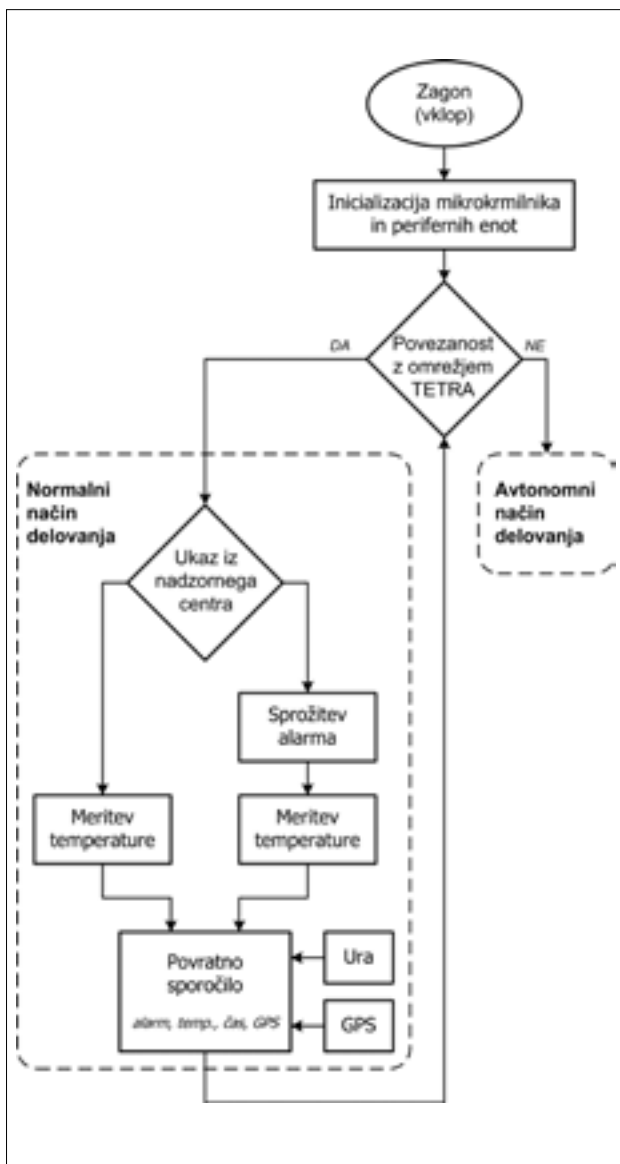 Zagon
(vklop)
Inicializacija mikrokrmilnika
in perifernih enot
DA
Povezanost
z omrežjem
TETRA
NE
Normalni
način
delovanja
Avtonomni
način
delovanja
Ukaz iz
nadzornega
centra
Sprožitev
alarma
Meritev
temperature
Meritev
temperature
Povratno
sporočilo
alarm, temp., čas, GPS
Ura
GPS